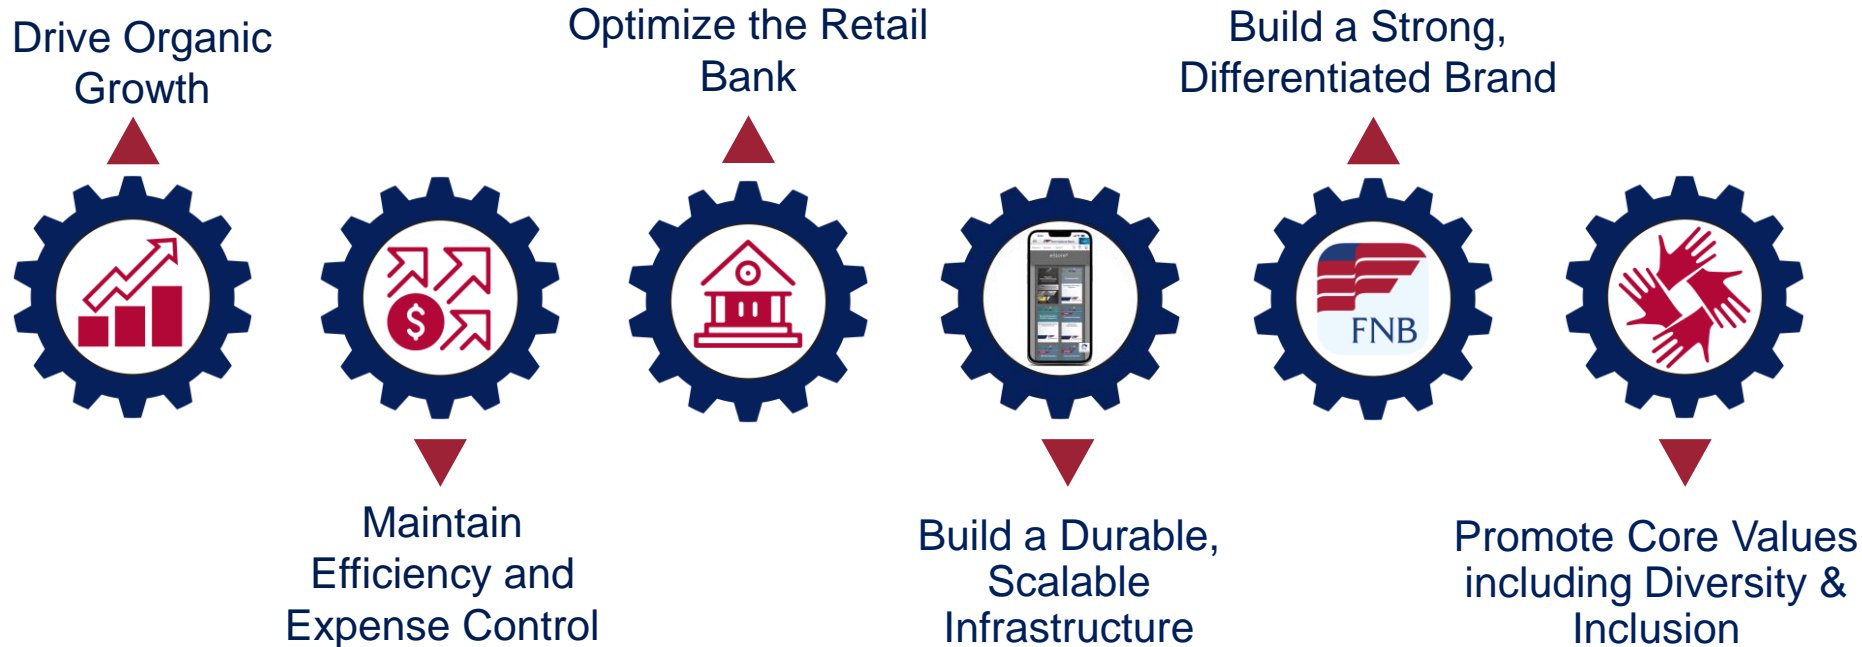 Drive Organic
Growth
Optimize the Retail
Bank
Build a Strong,
Differentiated Brand
$
eStore
FNB
Maintain
Efficiency and
Expense Control
Build a Durable,
Scalable
Infrastructure
Promote Core Values
including Diversity &
Inclusion